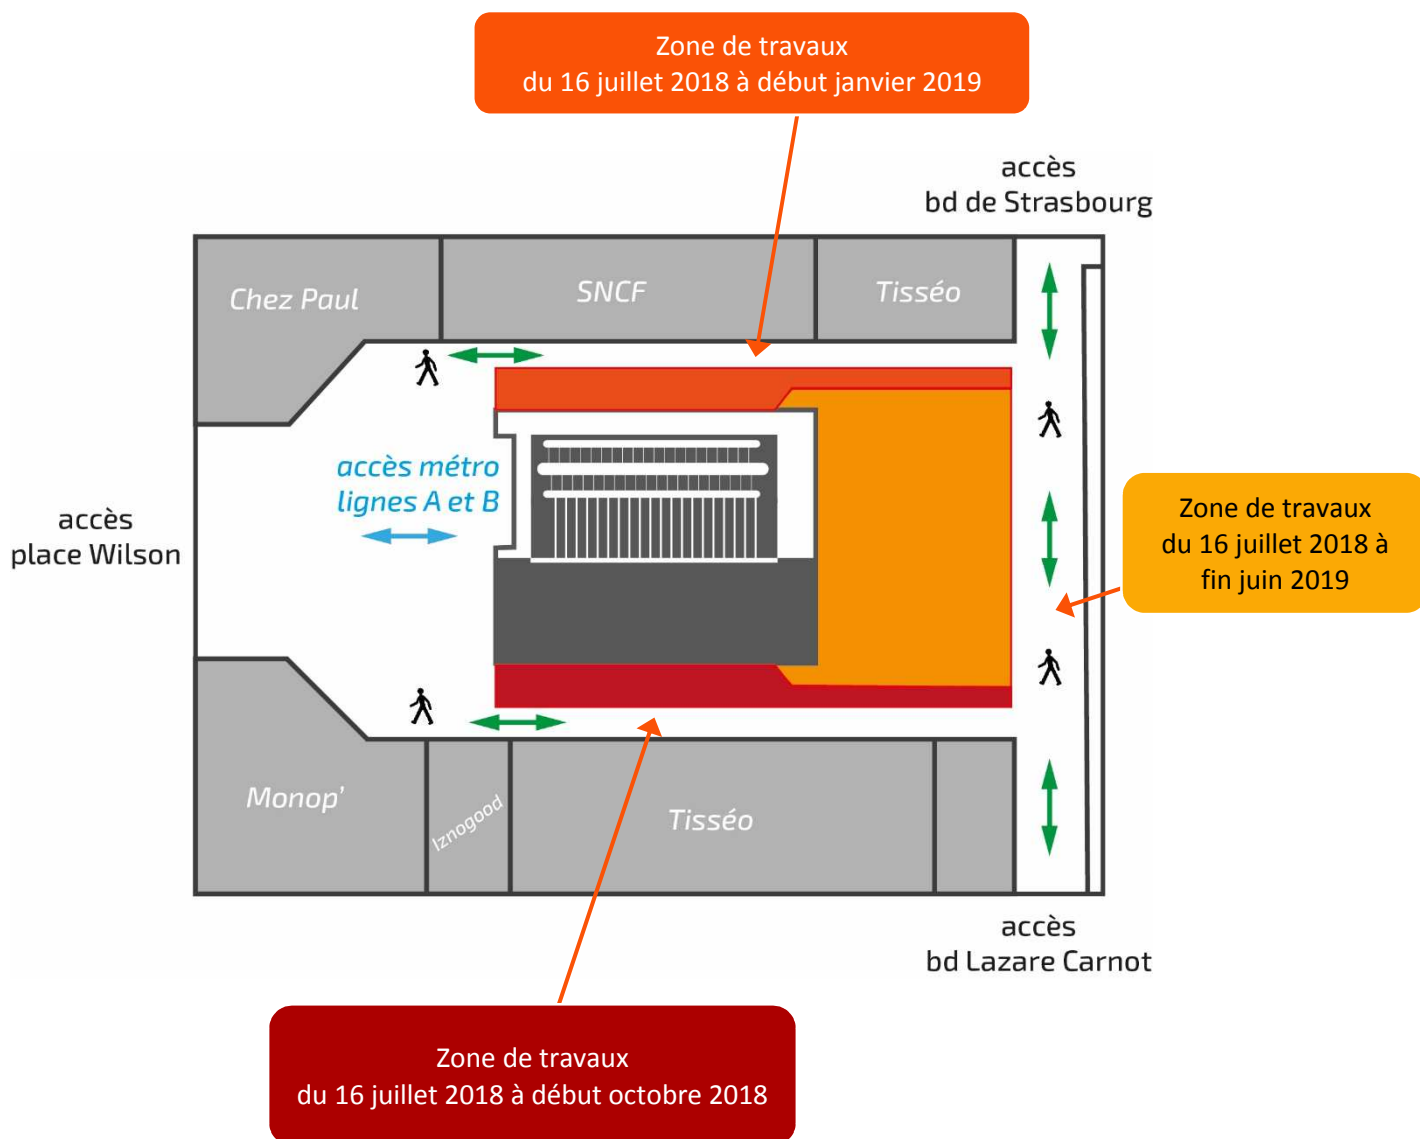 Zone de travaux
du 16 juillet 2018 à début janvier 2019
accès
bd de Strasbourg
Chez Paul
SNCF
Tisséo
accès métro
lignes A et B
accès
place Wilson
Zone de travaux
du 16 juillet 2018 à
fin juin 2019
Monop'
Iznogood
Tisséo
accès
bd Lazare Carnot
Zone de travaux
du 16 juillet 2018 à début octobre 2018